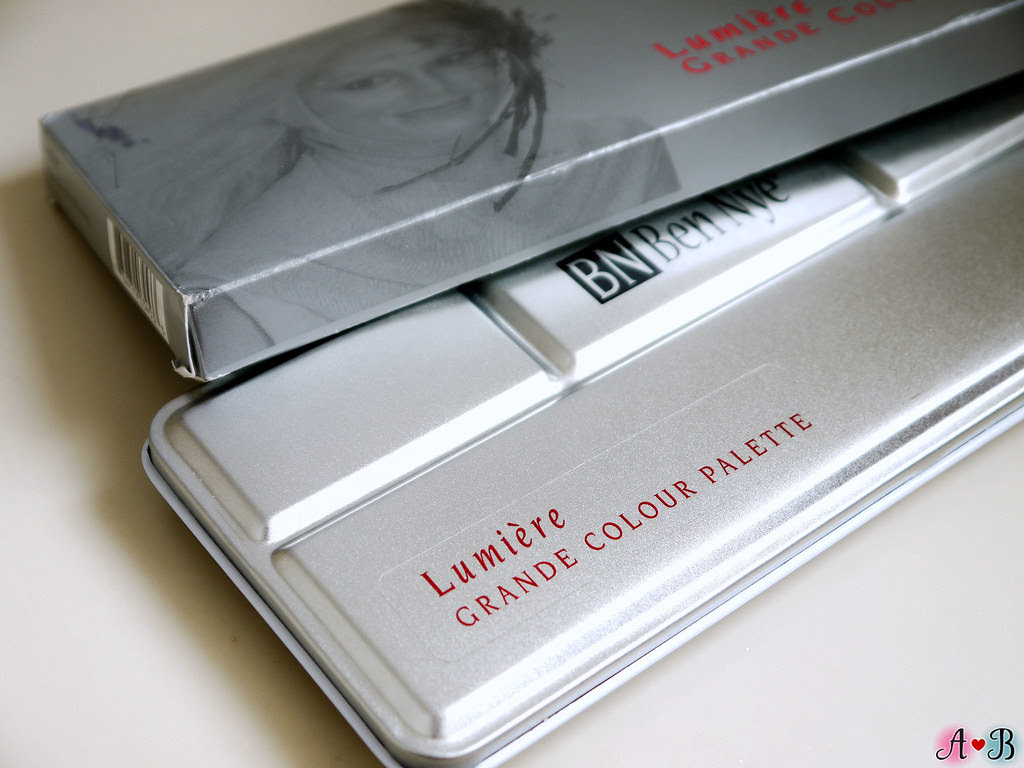 Lumière
GRANDE COL
BN Ben Nye
Lumière
GRANDE COLOUR PALETTE
A♥B